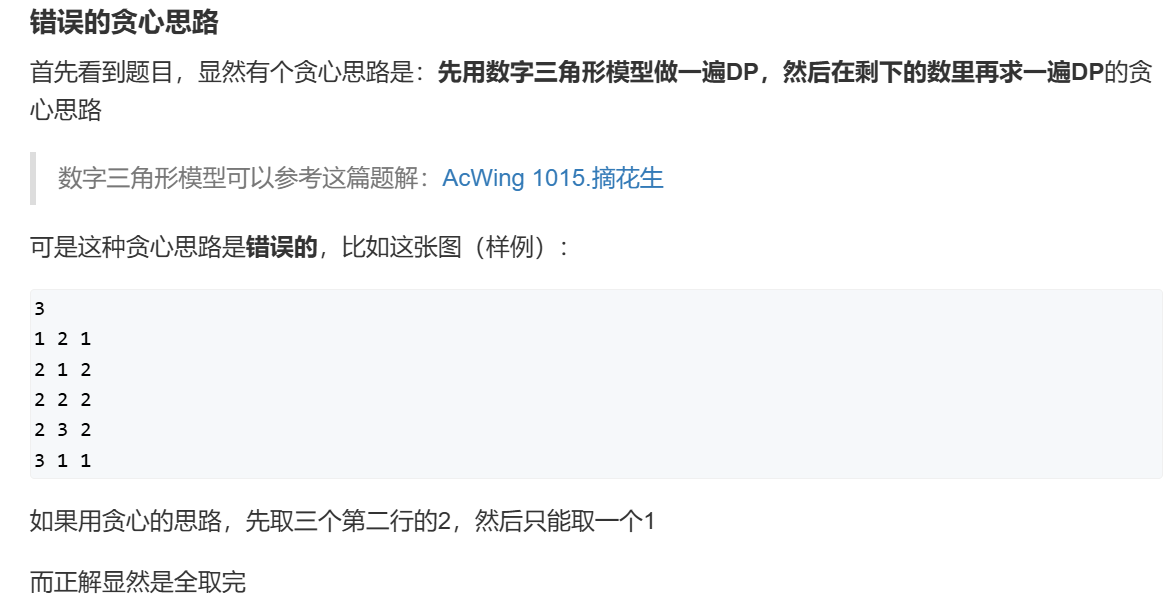 错误的贪心思路
首先看到题目，显然有个贪心思路是：先用数字三角形模型做一遍DP，然后在剩下的数里再求一遍DP的贪
心思路
数字三角形模型可以参考这篇题解：AcWing 1015.摘花生
可是这种贪心思路是错误的，比如这张图（样例）：
3
1 2 1
2 1 2
2 2 2
2 3 2
3 1 1
如果用贪心的思路，先取三个第二行的2，然后只能取一个1
而正解显然是全取完